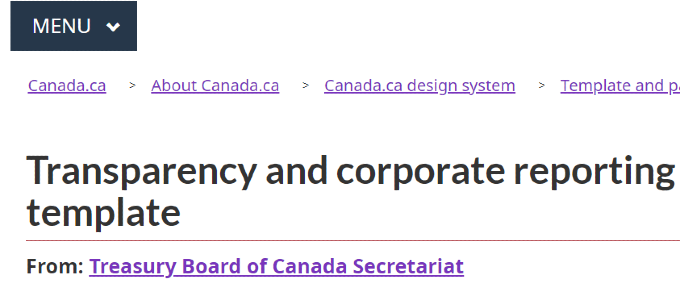 MENU
Canada.ca > About Canada.ca > Canada.ca design system > Template and
Transparency and corporate reporting
template
From: Treasury Board of Canada Secretariat